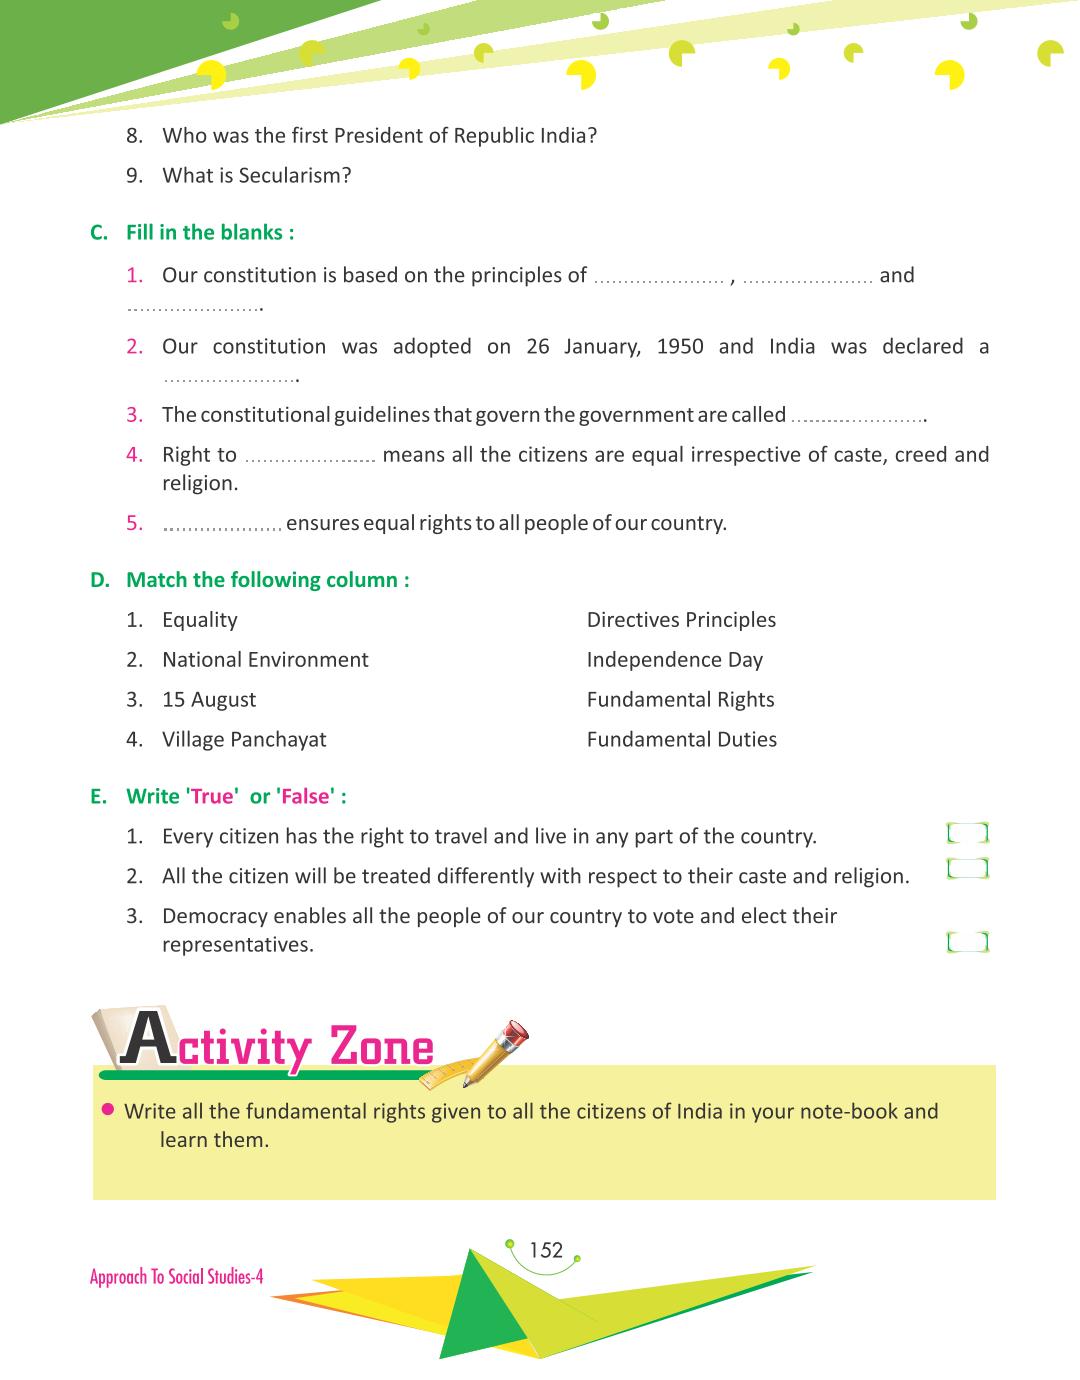 8. Who was the first President of Republic India?
9. What is Secularism?
C. Fill in the blanks :
1. Our constitution is based on the principles of ...................... , ...................... and
.......................
2. Our constitution was adopted on 26 January, 1950 and India was declared a
.......................
3. The constitutional guidelines that govern the government are called .......................
4. Right to ...................... means all the citizens are equal irrespective of caste, creed and
religion.
5. .................... ensures equal rights to all people of our country.
D. Match the following column :
1. Equality Directives Principles
2. National Environment Independence Day
3. 15 August Fundamental Rights
4. Village Panchayat Fundamental Duties
E. Write 'True' or 'False' :
1. Every citizen has the right to travel and live in any part of the country.
2. All the citizen will be treated differently with respect to their caste and religion.
3. Democracy enables all the people of our country to vote and elect their
representatives.
Activity Zone
Write all the fundamental rights given to all the citizens of India in your note-book and
learn them.
152
Approach To Social Studies-4